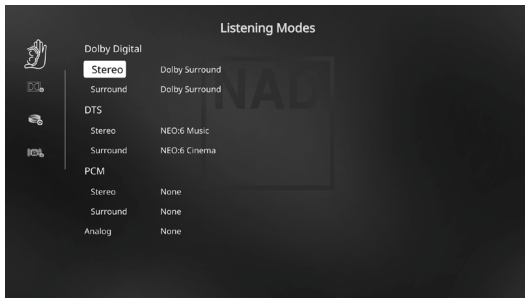 Listening Modes
Dolby Digital
Stereo Dolby Surround
Surround Dolby Surround
DTS
Stereo NEO:6 Music
Surround NEO:6 Cinema
PCM
Stereo None
Surround None
Analog None
NAD